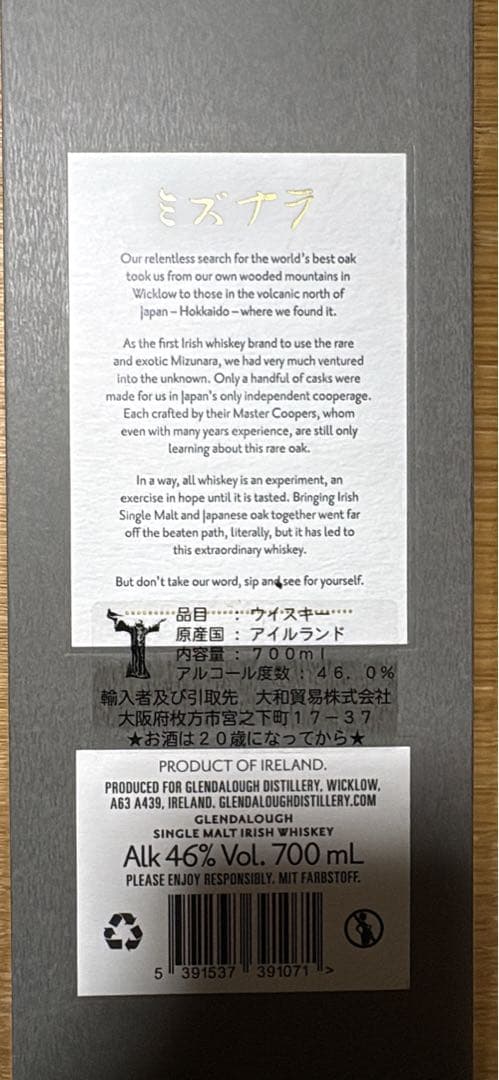 ミズナラ
Our relentless search for the world's best oak
took us from our own wooded mountains in
Wicklow to those in the volcanic north of
Japan – Hokkaido – where we found it.
As the first Irish whiskey brand to use the rare
and exotic Mizunara, we had very much ventured
into the unknown. Only a handful of casks were
made for us in Japan's only independent cooperage.
Each crafted by their Master Coopers, whom
even with many years experience, are still only
learning about this rare oak.
In a way, all whiskey is an experiment, an
exercise in hope until it is tasted. Bringing Irish
Single Malt and Japanese oak together went far
off the beaten path, literally, but it has led to
this extraordinary whiskey.
But don't take our word, sip and see for yourself.
品目 : ウイスキー
原産国 : アイルランド
内容量 : 700ml
アルコール度数 : 46.0%
輸入者及び引取先 大和貿易株式会社
大阪府枚方市宮之下町17-37
★お酒は20歳になってから★
PRODUCT OF IRELAND.
PRODUCED FOR GLENDALOUGH DISTILLERY, WICKLOW,
A63 A439, IRELAND. GLENDALOUGHDISTILLERY.COM
GLENDALOUGH
SINGLE MALT IRISH WHISKEY
Alk 46% Vol. 700 mL
PLEASE ENJOY RESPONSIBLY. MIT FARBSTOFF.
5 391537 391071 >